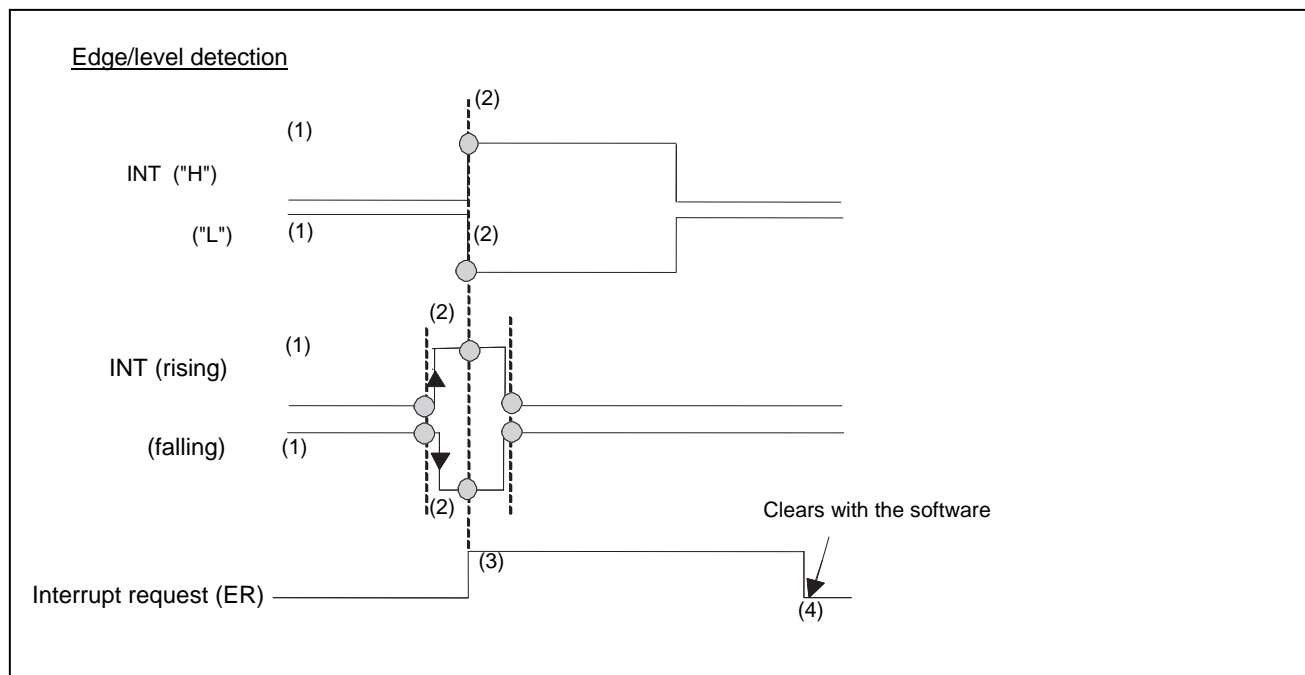 Edge/level detection
(2)
(1)
INT ("H")
("L")
(1)
(2)
(2)
(1)
INT (rising)
(falling)
(1)
(2)
Clears with the software
(3)
Interrupt request (ER)
(4)